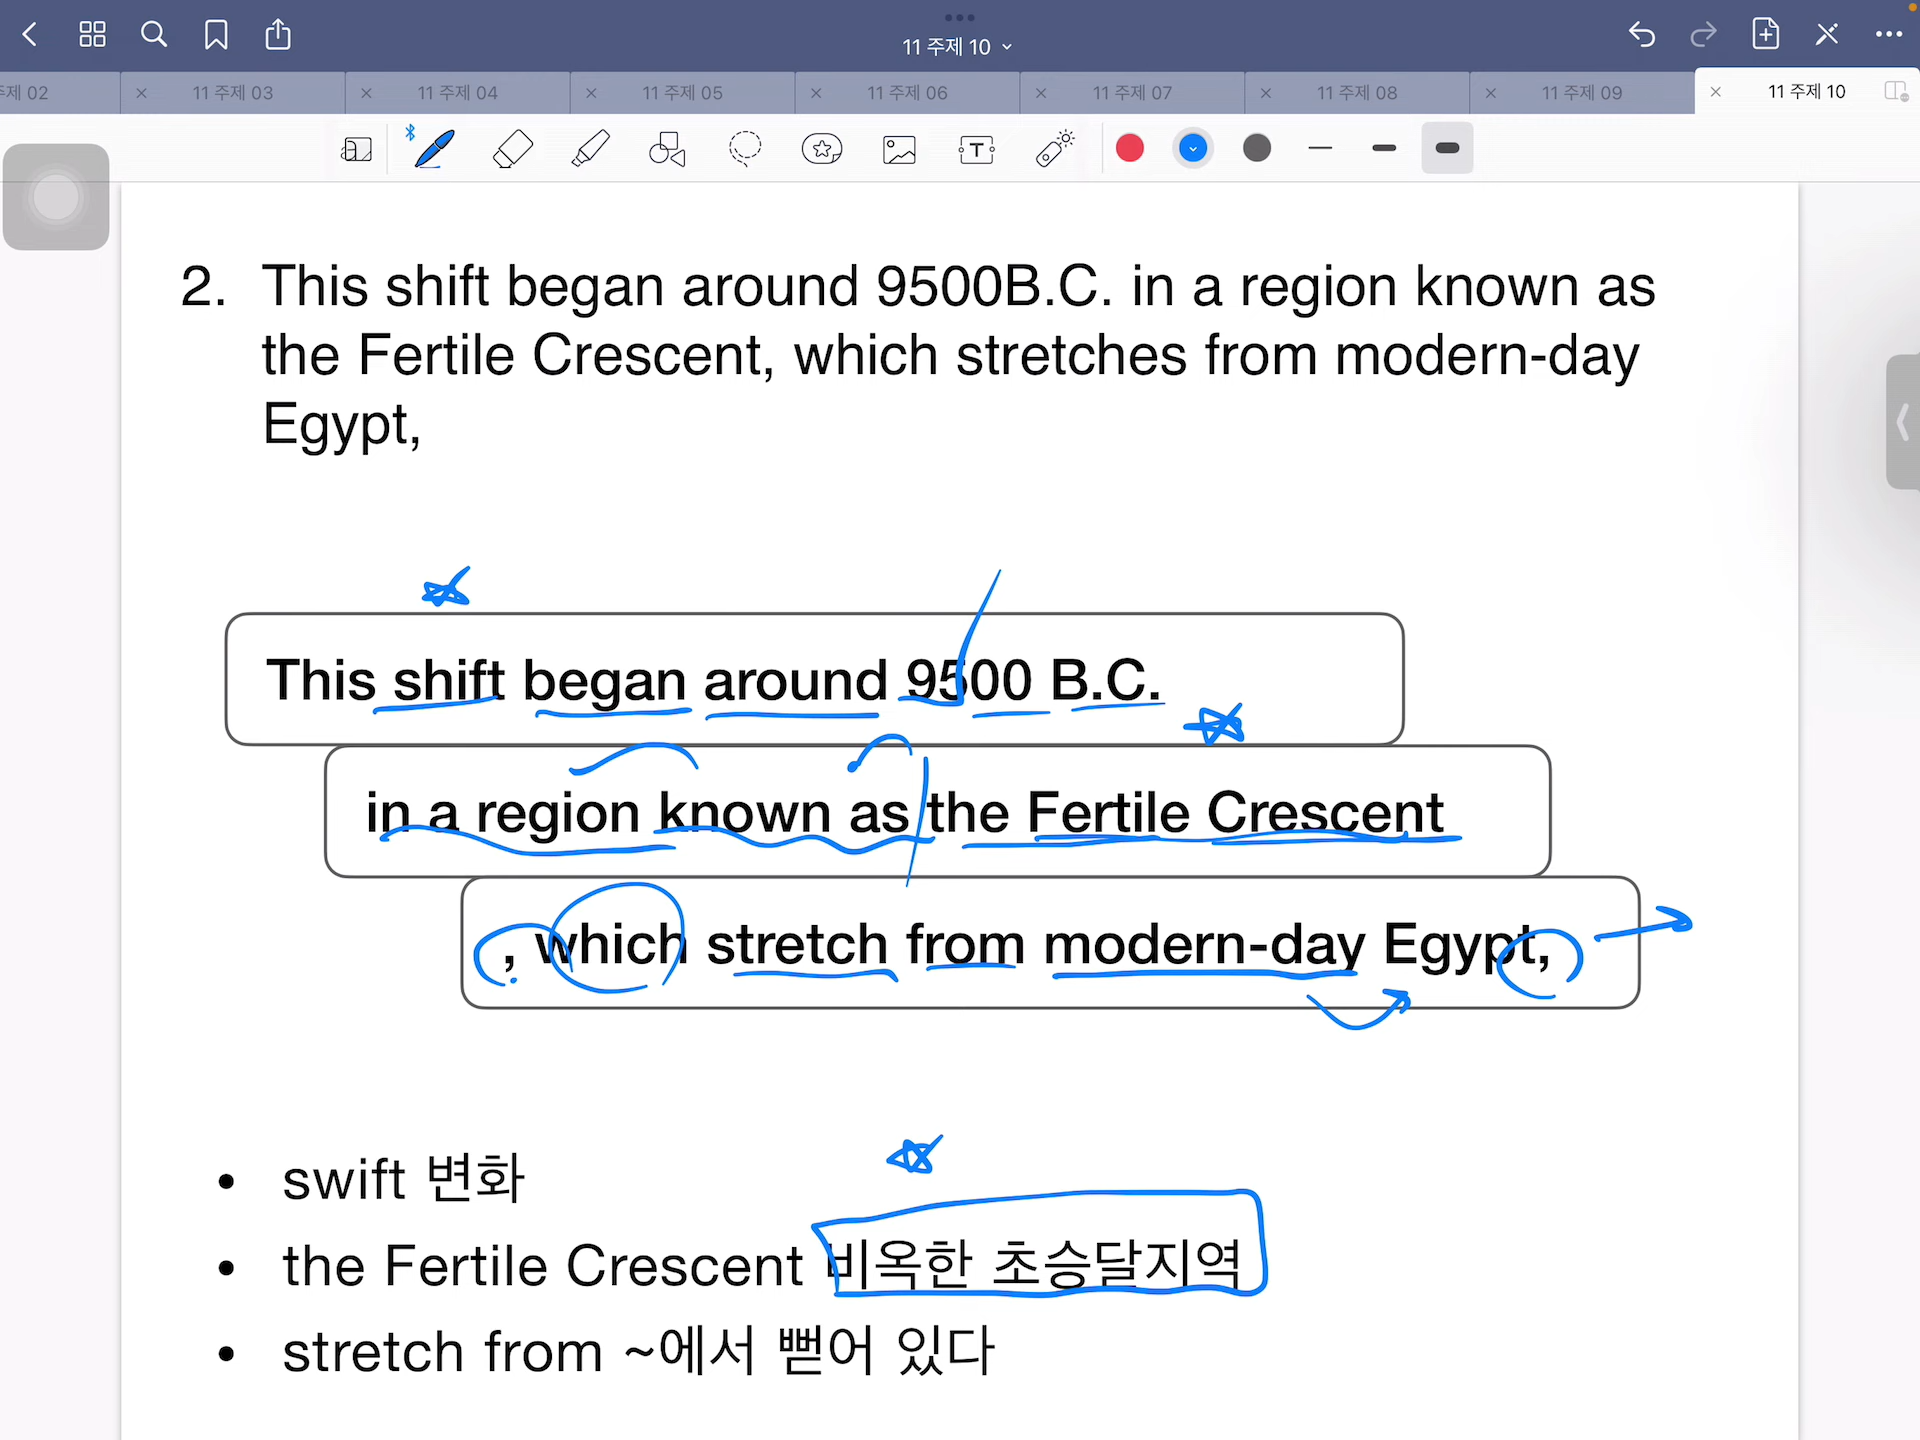 11 주제 10
주제 02
11 주제 03
11 주제 04
11 주제 05
11 주제 06
11 주제 07
11 주제 08
11 주제 09
11 주제 10
2. This shift began around 9500B.C. in a region known as
the Fertile Crescent, which stretches from modern-day
Egypt,
This shift began around 9500 B.C.
in a region known as the Fertile Crescent
, which stretch from modern-day Egypt,
• swift 변화
• the Fertile Crescent 비옥한 초승달지역
• stretch from ~에서 뻗어 있다